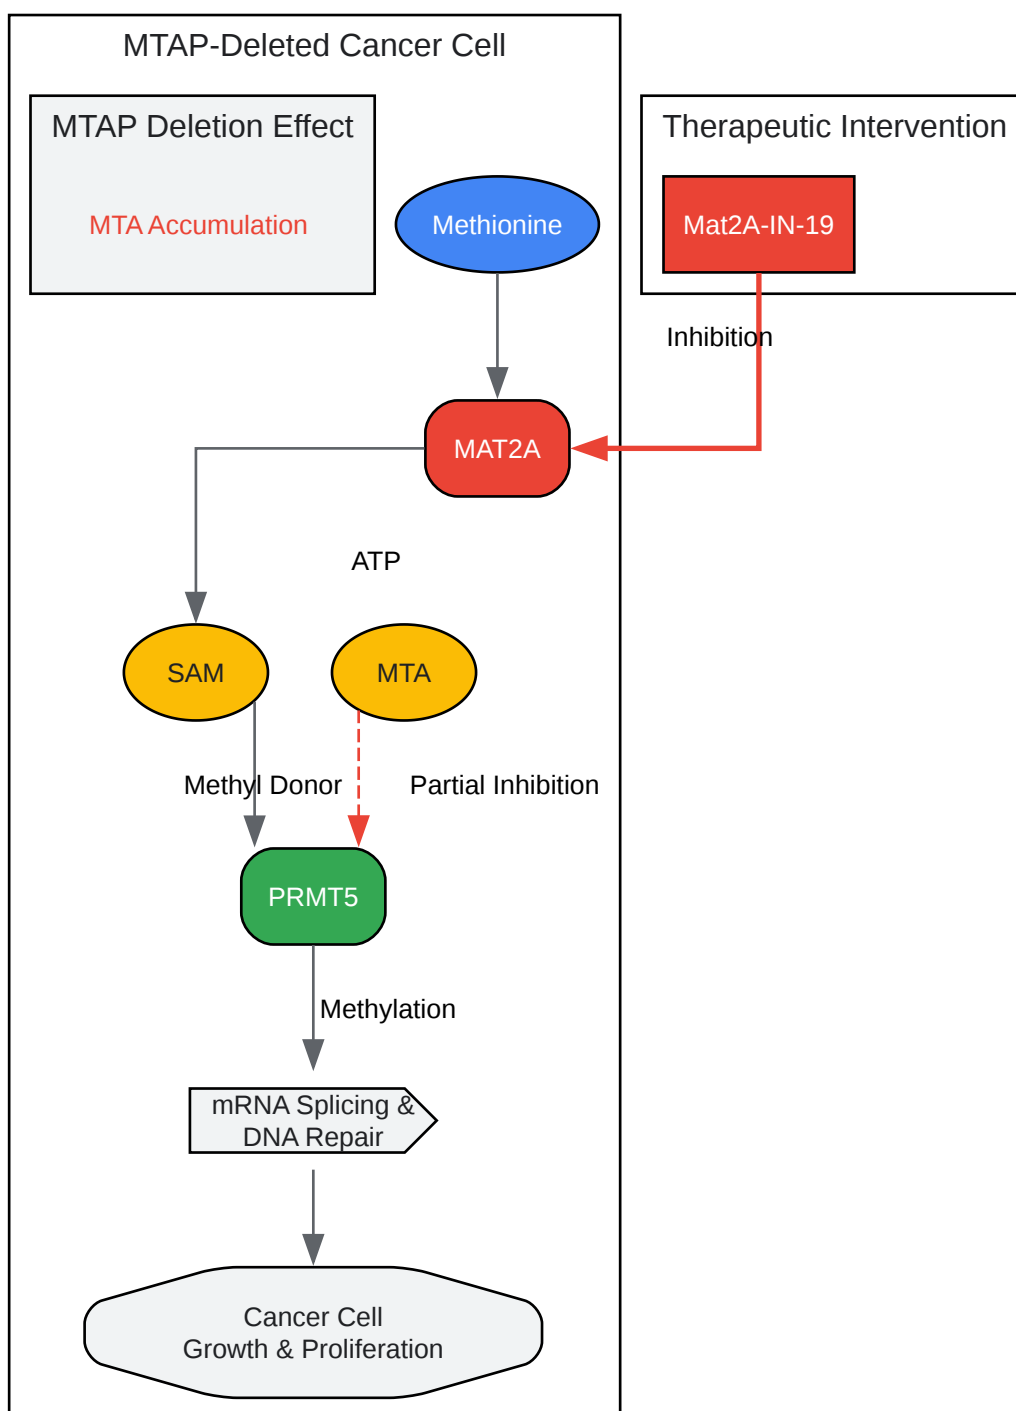 MTAP-Deleted Cancer Cell
MTAP Deletion Effect
Therapeutic Intervention
MTA Accumulation
Methionine
Mat2A-IN-19
Inhibition
MAT2A
ATP
SAM
MTA
Methyl Donor
Partial Inhibition
PRMT5
Methylation
mRNA Splicing &
DNA Repair
Cancer Cell
Growth & Proliferation